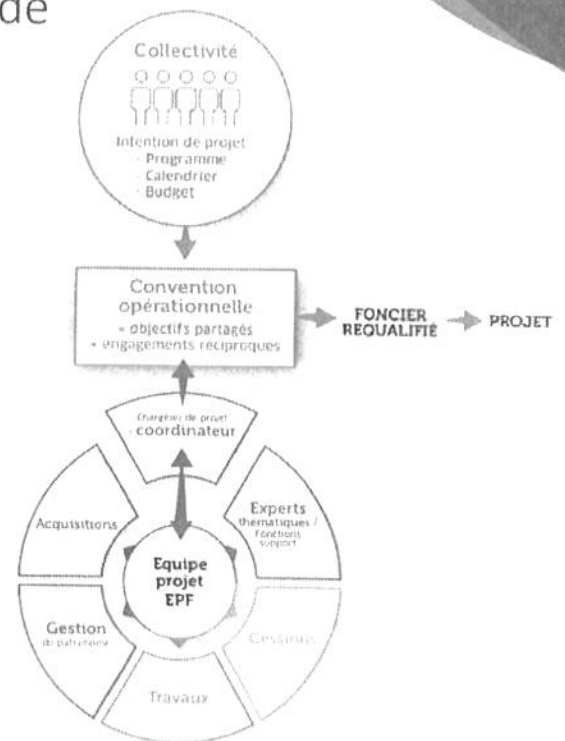 de
Collectivité
Intention de projet
· Programme
· Calendrier
· Budget
Convention
opérationnelle
+ objectifs partagés
+ engagements réciproques
FONCIER
REQUALIFIÉ
PROJET
de projet
coordinateur
Acquisitions
Experts
thématiques /
Fonctions
support
Equipe
projet
EPF
Gestion
du patrimoine
Cessions
Travaux